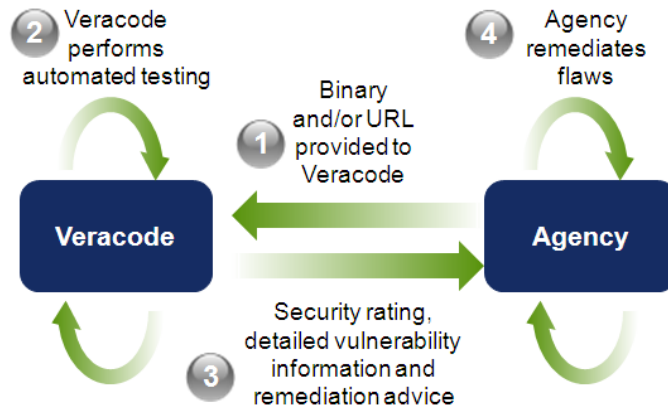 2
Veracode
performs
automated testing
4
Agency
remediates
flaws
1
Binary
and/or URL
provided to
Veracode
Veracode
Agency
3
Security rating,
detailed vulnerability
information and
remediation advice